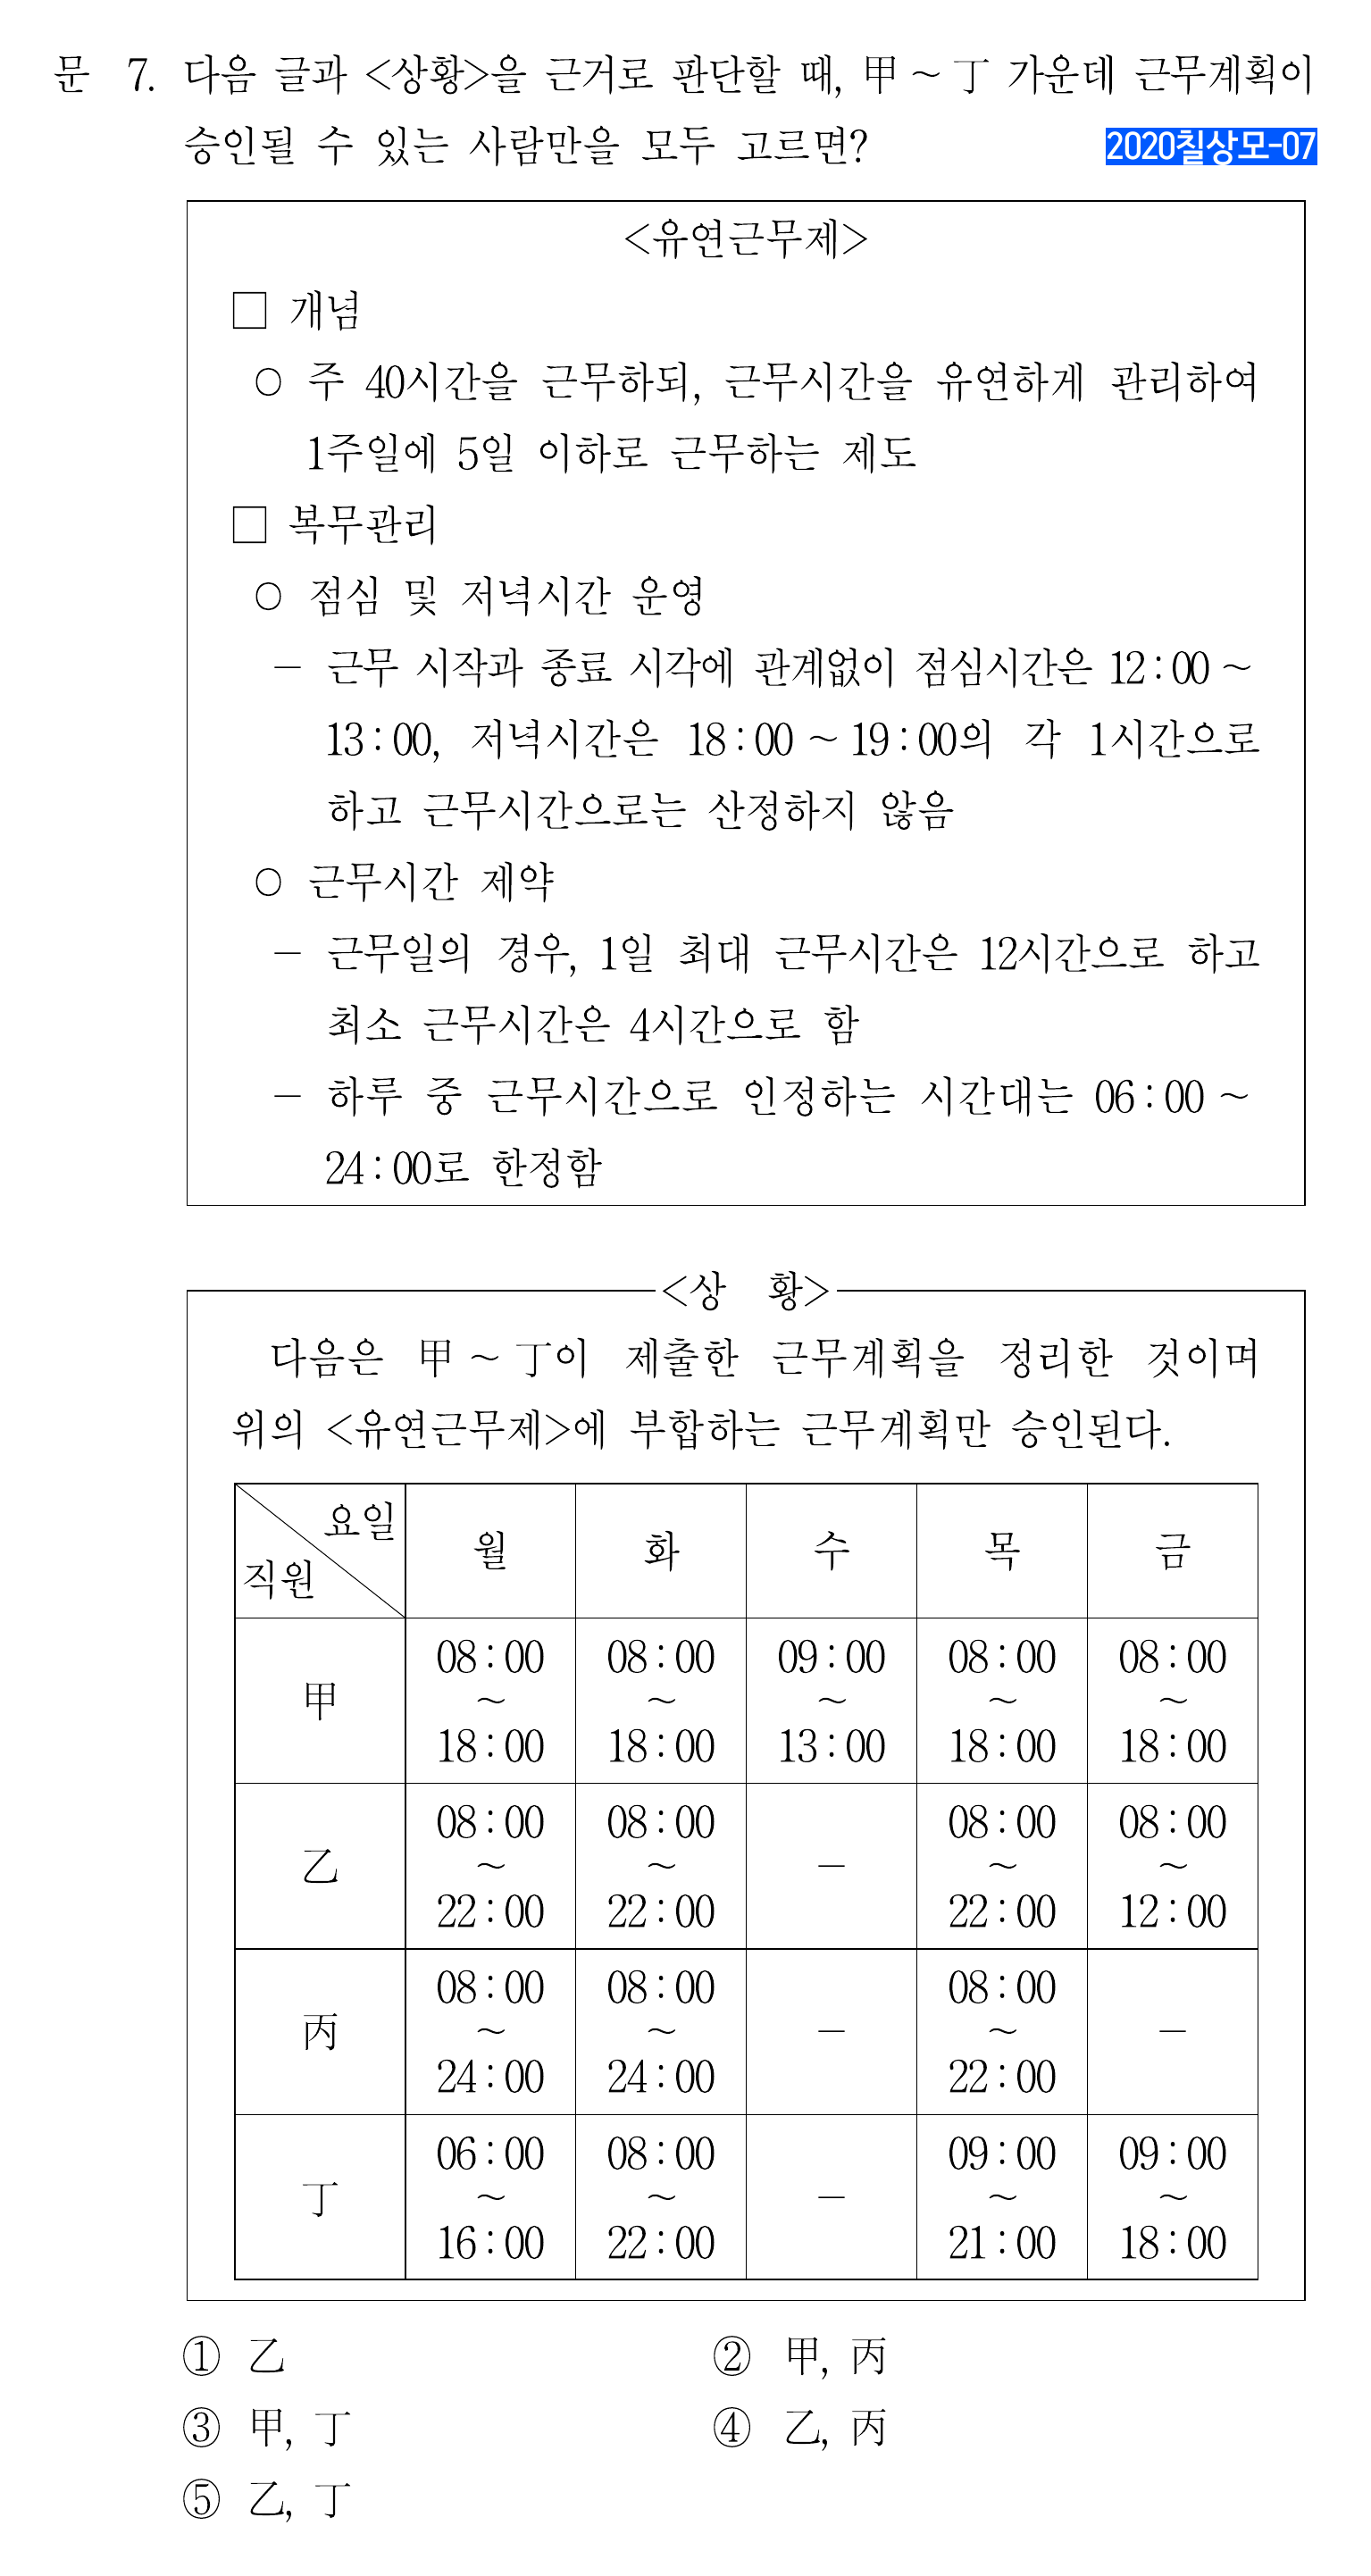 문 7. 다음 글과 <상황>을 근거로 판단할 때, 甲 ~ 丁 가운데 근무계획이
승인될 수 있는 사람만을 모두 고르면?
2020칠상모-07
<유연근무제>
□ 개념
○ 주 40시간을 근무하되, 근무시간을 유연하게 관리하여
1주일에 5일 이하로 근무하는 제도
□ 복무관리
○ 점심 및 저녁시간 운영
- 근무 시작과 종료 시각에 관계없이 점심시간은 12:00 ~
13:00, 저녁시간은 18:00 ~ 19:00의 각 1시간으로
하고 근무시간으로는 산정하지 않음
○ 근무시간 제약
- 근무일의 경우, 1일 최대 근무시간은 12시간으로 하고
최소 근무시간은 4시간으로 함
- 하루 중 근무시간으로 인정하는 시간대는 06:00 ~
24:00로 한정함
<상 황>
다음은 甲 ~ 丁이 제출한 근무계획을 정리한 것이며
위의 <유연근무제>에 부합하는 근무계획만 승인된다.
요일
직원
월 화 수 목 금
08:00 08:00 09:00 08:00 08:00
甲 ~ ~ ~ ~ ~
18:00 18:00 13:00 18:00 18:00
08:00 08:00 08:00 08:00
乙 ~ ~ - ~ ~
22:00 22:00 22:00 12:00
08:00 08:00 08:00
丙 ~ ~ - ~ -
24:00 24:00 22:00
06:00 08:00 09:00 09:00
丁 ~ ~ - ~ ~
16:00 22:00 21:00 18:00
① 乙 ② 甲, 丙
③ 甲, 丁 ④ 乙, 丙
⑤ 乙, 丁